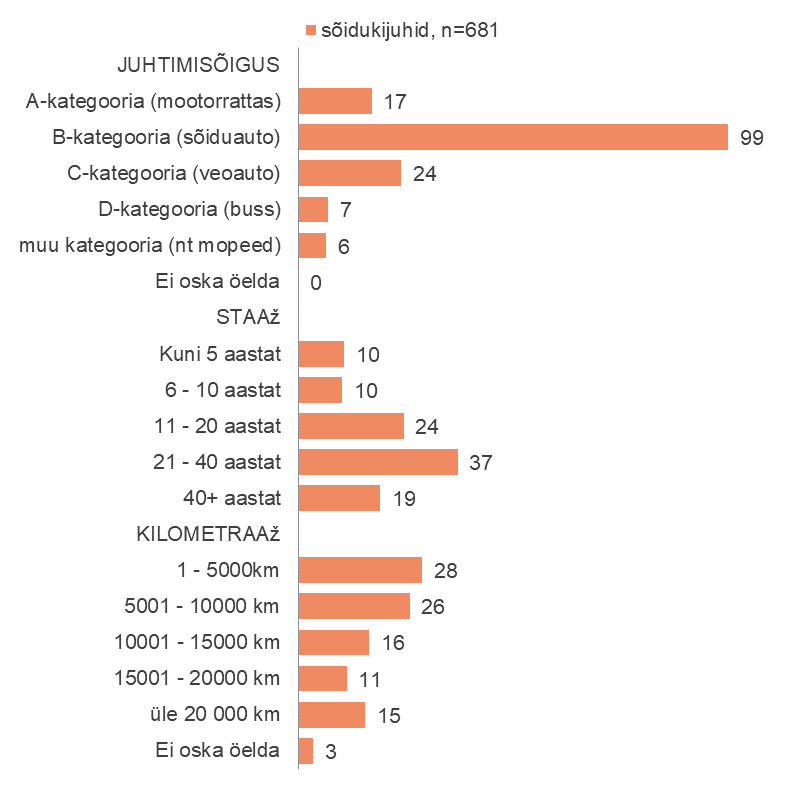 sõidukijuhid, n=681
JUHTIMISÕIGUS
A-kategooria (mootorrattas) 17
B-kategooria (sõiduauto) 99
C-kategooria (veoauto) 24
D-kategooria (buss) 7
muu kategooria (nt mopeed) 6
Ei oska öelda 0
STAAž
Kuni 5 aastat 10
6 - 10 aastat 10
11 - 20 aastat 24
21 - 40 aastat 37
40+ aastat 19
KILOMETRAAž
1 - 5000km 28
5001 - 10000 km 26
10001 - 15000 km 16
15001 - 20000 km 11
üle 20 000 km 15
Ei oska öelda 3